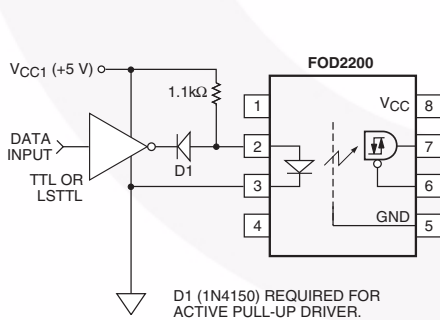 FOD2200
VCC1 (+5 V)
1.1kΩ
1
VCC
8
DATA
INPUT
2
7
D1
TTL OR
LSTTL
3
6
4
GND
5
D1 (1N4150) REQUIRED FOR
ACTIVE PULL-UP DRIVER.